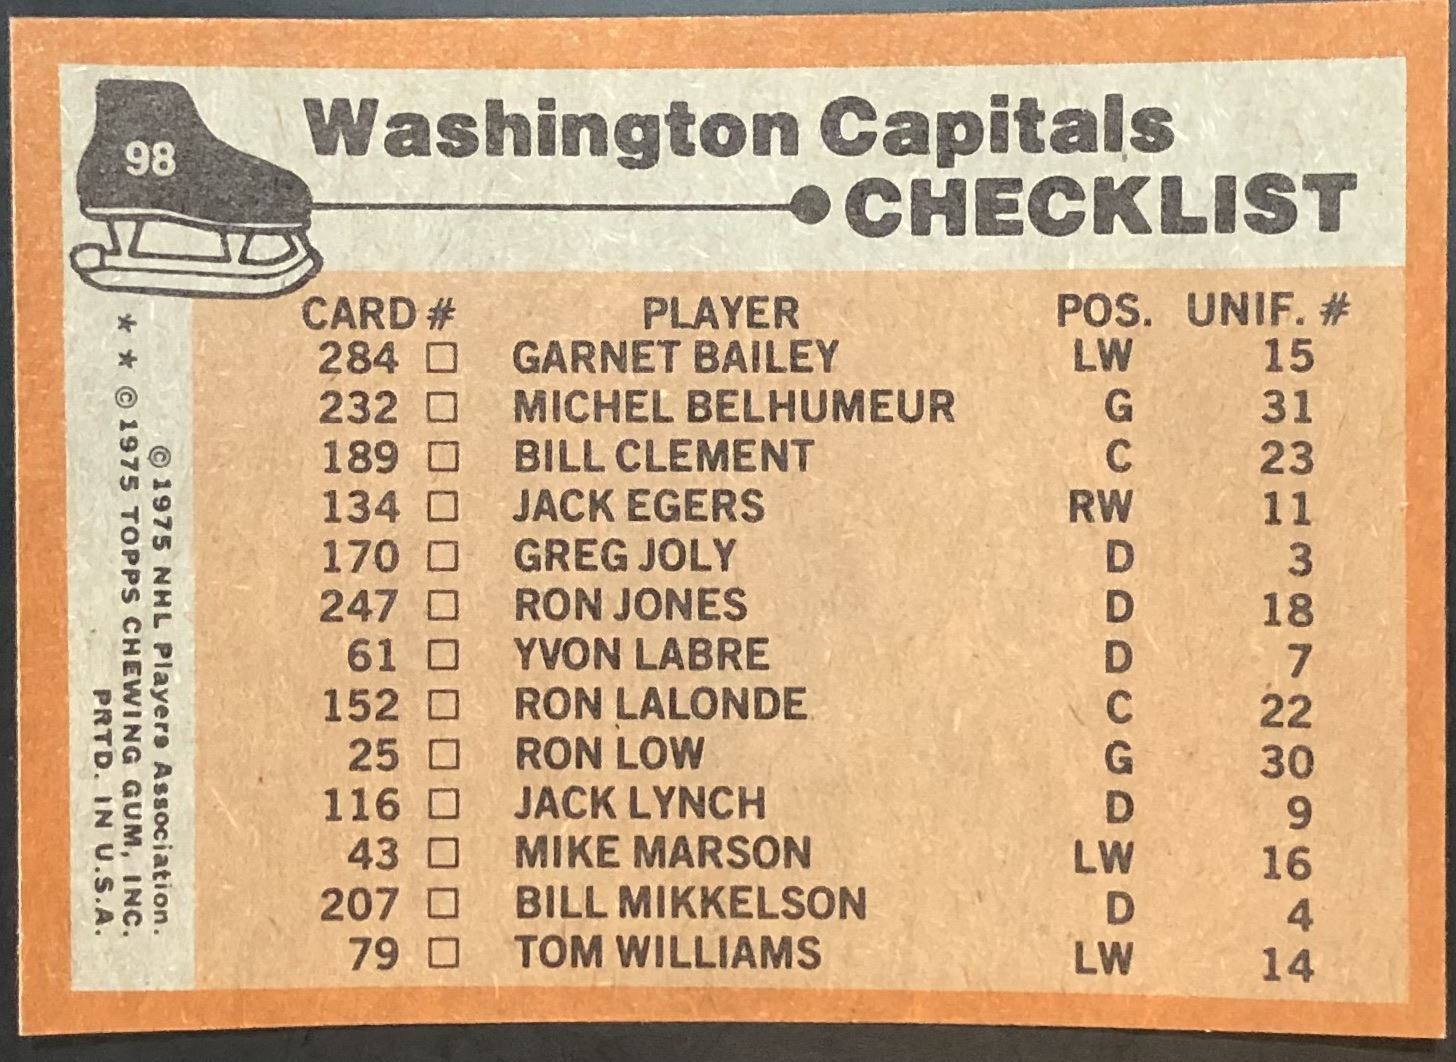 98
Washington Capitals
CHECKLIST
CARD # PLAYER POS. UNIF. #
284 □ GARNET BAILEY LW 15
232 □ MICHEL BELHUMEUR G 31
189 □ BILL CLEMENT C 23
134 □ JACK EGERS RW 11
170 □ GREG JOLY D 3
247 □ RON JONES D 18
61 □ YVON LABRE D 7
152 □ RON LALONDE C 22
25 □ RON LOW G 30
116 □ JACK LYNCH D 9
43 □ MIKE MARSON LW 16
207 □ BILL MIKKELSON D 4
79 □ TOM WILLIAMS LW 14
©1975 NHL Players Association.
* * ©1975 TOPPS CHEWING GUM, INC.
PRTD. IN U.S.A.